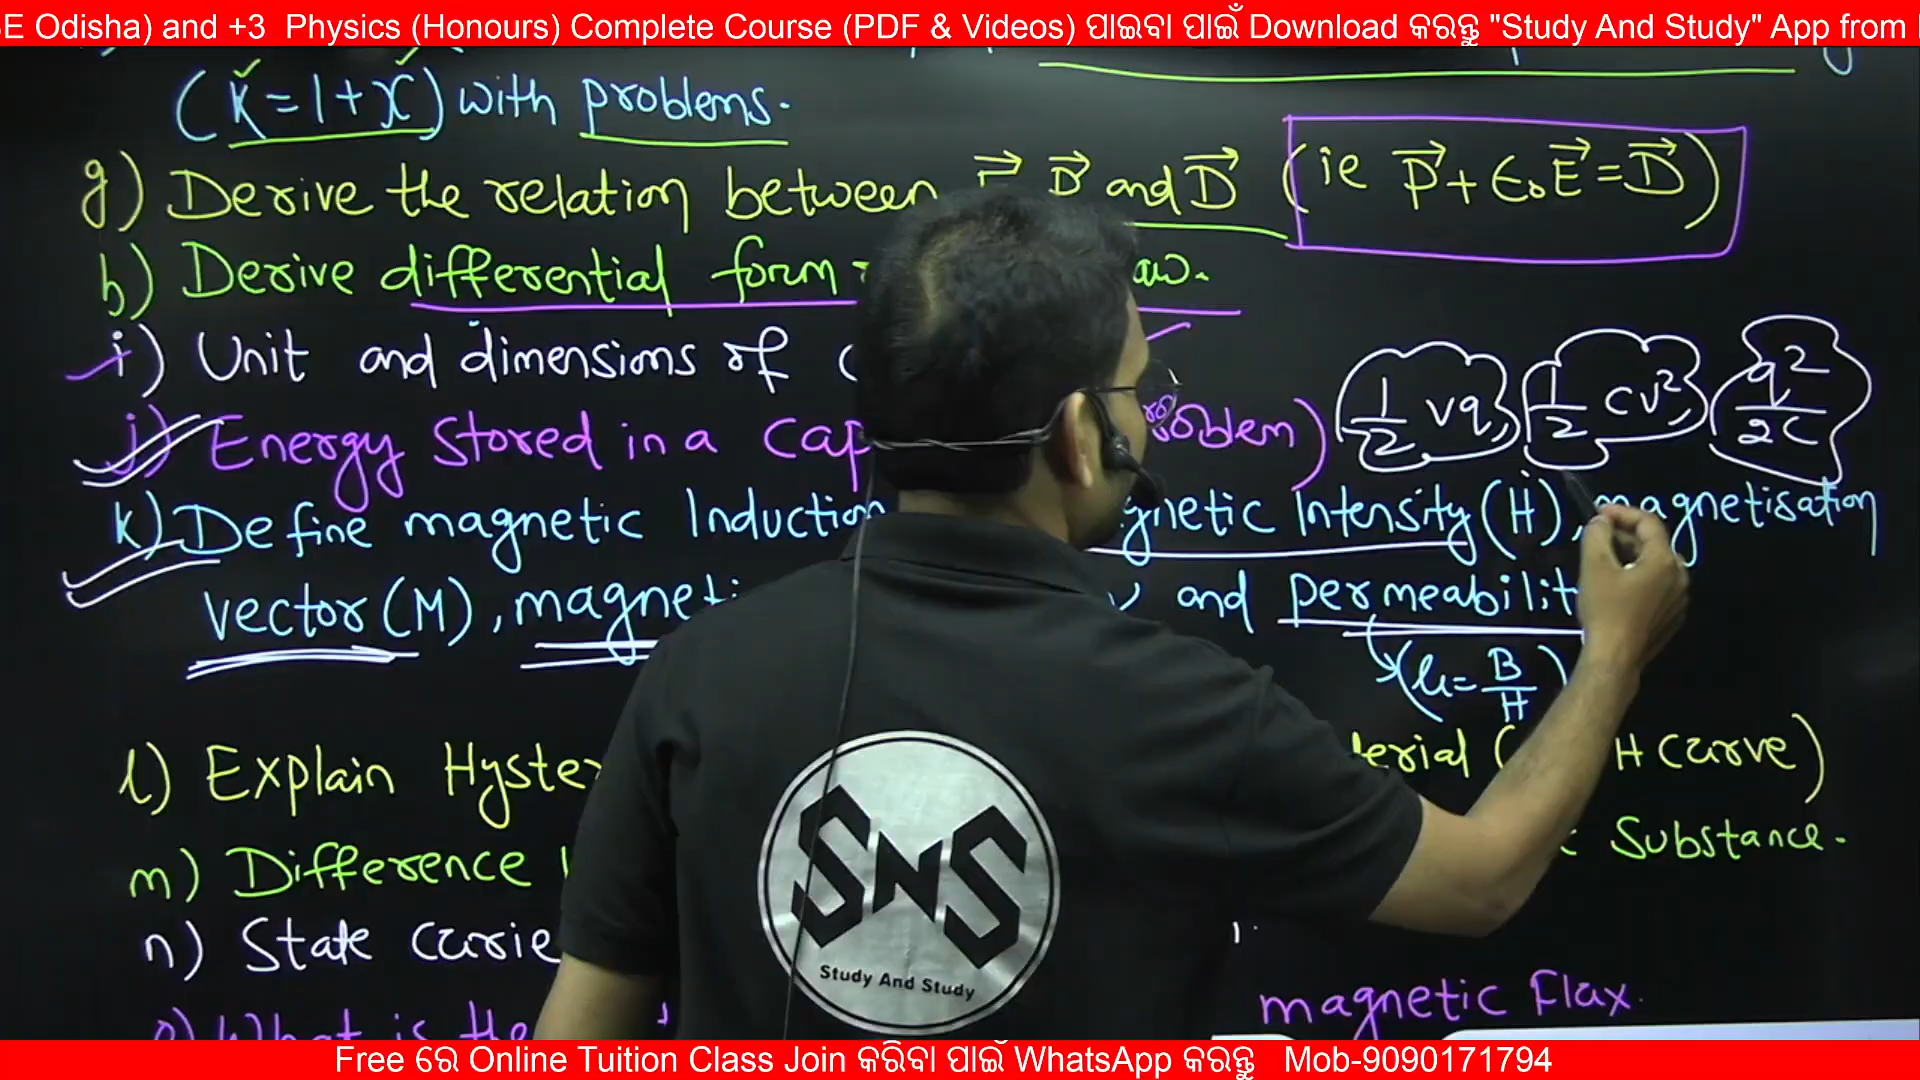 E Odisha) and +3 Physics (Honours) Complete Course (PDF & Videos) ପାଇବା ପାଇଁ Download କରନ୍ତୁ "Study And Study" App from
(K=1+χ) with problems.
g) Derive the relation between and D⃗ (ie P⃗+ϵ₀E⃗=D⃗)
h) Derive differential form
i) Unit and dimensions of
j) Energy stored in a Cap problem) 1/2 vq, 1/2 cv², q²/2c
k) Define magnetic Induction Intensity (H), magnetisation
vector (M), and permeability
(μ=B/H)
l) Explain H curve)
m) Difference Substance.
n) State curie
o) What is the magnetic Flux.
SNS
Study And Study
Free ରେ Online Tuition Class Join କରିବା ପାଇଁ WhatsApp କରନ୍ତୁ Mob-9090171794